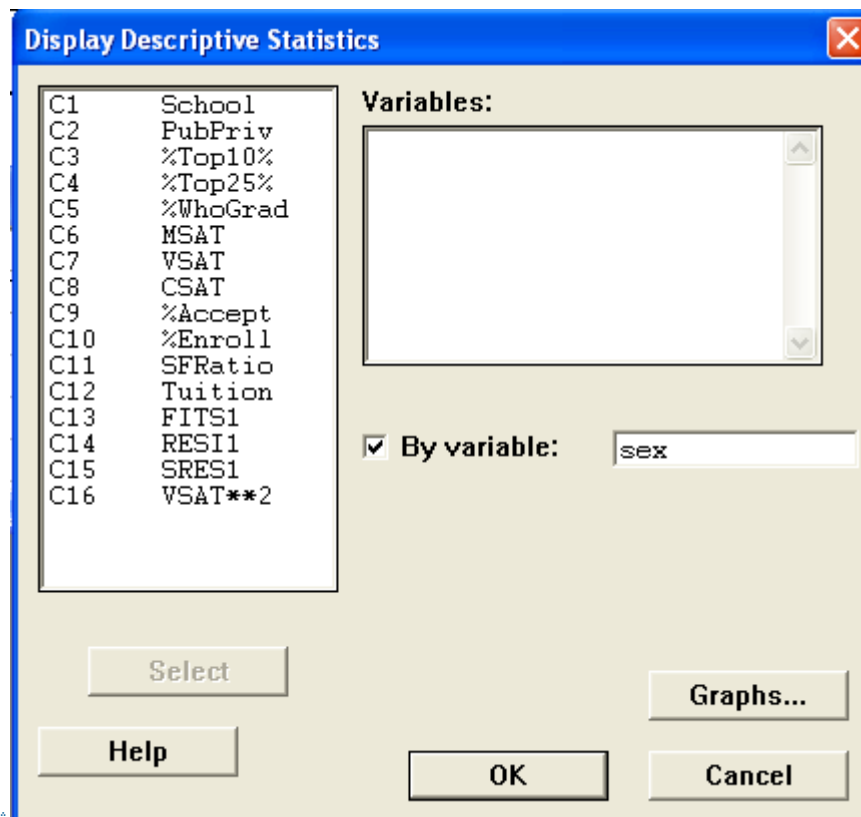 Display Descriptive Statistics
C1 School
C2 PubPriv
C3 %Top10%
C4 %Top25%
C5 %WhoGrad
C6 MSAT
C7 VSAT
C8 CSAT
C9 %Accept
C10 %Enroll
C11 SFRatio
C12 Tuition
C13 FITS1
C14 RESI1
C15 SRES1
C16 VSAT**2
Variables:
By variable: sex
Select
Graphs...
Help
OK
Cancel